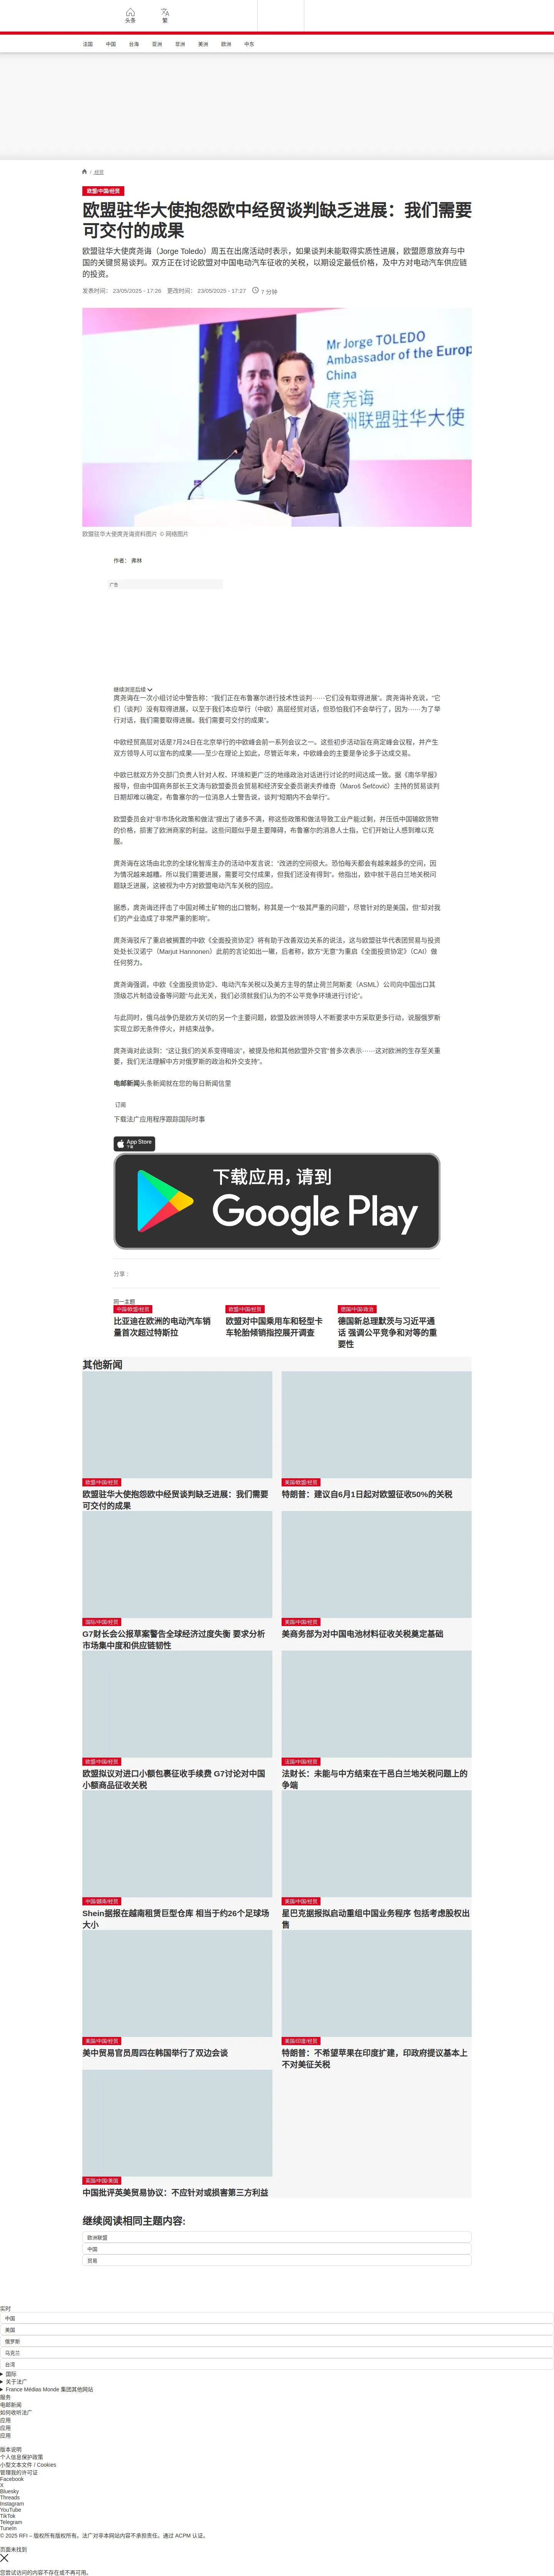 头条
繁
法国
中国
台海
亚洲
非洲
美洲
欧洲
中东
/ 经贸
欧盟/中国/经贸
欧盟驻华大使抱怨欧中经贸谈判缺乏进展：我们需要
可交付的成果
欧盟驻华大使庹尧诲（Jorge Toledo）周五在出席活动时表示，如果谈判未能取得实质性进展，欧盟愿意放弃与中
国的关键贸易谈判。双方正在讨论欧盟对中国电动汽车征收的关税，以期设定最低价格，及中方对电动汽车供应链
的投资。
发表时间： 23/05/2025 - 17:26 更改时间： 23/05/2025 - 17:27 7 分钟
Mr Jorge TOLEDO
Ambassador of the Europ
China
庹尧诲
洲联盟驻华大使
欧盟驻华大使庹尧诲资料图片 © 网络图片
作者： 弗林
广告
继续浏览后续
庹尧诲在一次小组讨论中警告称：“我们正在布鲁塞尔进行技术性谈判……它们没有取得进展”。庹尧诲补充说，“它
们（谈判）没有取得进展，以至于我们本应举行（中欧）高层经贸对话，但恐怕我们不会举行了，因为……为了举
行对话，我们需要取得进展。我们需要可交付的成果”。
中欧经贸高层对话是7月24日在北京举行的中欧峰会前一系列会议之一。这些初步活动旨在商定峰会议程，并产生
双方领导人可以宣布的成果——至少在理论上如此，尽管近年来，中欧峰会的主要是争论多于达成交易。
中欧已就双方外交部门负责人针对人权、环境和更广泛的地缘政治对话进行讨论的时间达成一致。据《南华早报》
报导，但由中国商务部长王文涛与欧盟委员会贸易和经济安全委员谢夫乔维奇（Maroš Šefčovič）主持的贸易谈判
日期却难以确定，布鲁塞尔的一位消息人士警告说，谈判“短期内不会举行”。
欧盟委员会对“非市场化政策和做法”提出了诸多不满，称这些政策和做法导致工业产能过剩，并压低中国输欧货物
的价格，损害了欧洲商家的利益。这些问题似乎是主要障碍，布鲁塞尔的消息人士指，它们开始让人感到难以克
服。
庹尧诲在这场由北京的全球化智库主办的活动中发言说：“改进的空间很大。恐怕每天都会有越来越多的空间，因
为情况越来越糟。所以我们需要进展，需要可交付成果，但我们还没有得到”。他指出，欧中就干邑白兰地关税问
题缺乏进展，这被视为中方对欧盟电动汽车关税的回应。
据悉，庹尧诲还抨击了中国对稀土矿物的出口管制，称其是一个“极其严重的问题”，尽管针对的是美国，但“却对我
们的产业造成了非常严重的影响”。
庹尧诲驳斥了重启被搁置的中欧《全面投资协定》将有助于改善双边关系的说法，这与欧盟驻华代表团贸易与投资
处处长汉诺宁（Marjut Hannonen）此前的言论如出一辙，后者称，欧方“无意”为重启《全面投资协定》（CAI）做
任何努力。
庹尧诲强调，中欧《全面投资协定》、电动汽车关税以及美方主导的禁止荷兰阿斯麦（ASML）公司向中国出口其
顶级芯片制造设备等问题“与此无关，我们必须就我们认为的不公平竞争环境进行讨论”。
与此同时，俄乌战争仍是欧方关切的另一个主要问题，欧盟及欧洲领导人不断要求中方采取更多行动，说服俄罗斯
实现立即无条件停火，并结束战争。
庹尧诲对此谈到：“这让我们的关系变得暗淡”，被提及他和其他欧盟外交官“曾多次表示……这对欧洲的生存至关重
要，我们无法理解中方对俄罗斯的政治和外交支持”。
电邮新闻头条新闻就在您的每日新闻信里
订阅
下载法广应用程序跟踪国际时事
App Store
下载
下载应用，请到
Google Play
分享 :
同一主题
中国/欧盟/经贸
比亚迪在欧洲的电动汽车销
量首次超过特斯拉
欧盟/中国/经贸
欧盟对中国乘用车和轻型卡
车轮胎倾销指控展开调查
德国/中国/政治
德国新总理默茨与习近平通
话 强调公平竞争和对等的重
要性
其他新闻
欧盟/中国/经贸
欧盟驻华大使抱怨欧中经贸谈判缺乏进展：我们需要
可交付的成果
美国/欧盟/经贸
特朗普：建议自6月1日起对欧盟征收50%的关税
国际/中国/经贸
G7财长会公报草案警告全球经济过度失衡 要求分析
市场集中度和供应链韧性
美国/中国/经贸
美商务部为对中国电池材料征收关税奠定基础
欧盟/中国/经贸
欧盟拟议对进口小额包裹征收手续费 G7讨论对中国
小额商品征收关税
法国/中国/经贸
法财长：未能与中方结束在干邑白兰地关税问题上的
争端
中国/越南/经贸
Shein据报在越南租赁巨型仓库 相当于约26个足球场
大小
美国/中国/经贸
星巴克据报拟启动重组中国业务程序 包括考虑股权出
售
美国/中国/经贸
美中贸易官员周四在韩国举行了双边会谈
美国/印度/经贸
特朗普：不希望苹果在印度扩建，印政府提议基本上
不对美征关税
英国/中国/美国
中国批评英美贸易协议：不应针对或损害第三方利益
继续阅读相同主题内容:
欧洲联盟
中国
贸易
实时
中国
美国
俄罗斯
乌克兰
台湾
国际
关于法广
France Médias Monde 集团其他网站
服务
电邮新闻
如何收听法广
应用
应用
应用
版本说明
个人信息保护政策
小型文本文件 / Cookies
管理我的许可证
Facebook
X
Bluesky
Threads
Instagram
YouTube
TikTok
Telegram
TuneIn
© 2025 RFI – 版权所有版权所有。法广对非本网站内容不承担责任。通过 ACPM 认证。
页面未找到
您尝试访问的内容不存在或不再可用。